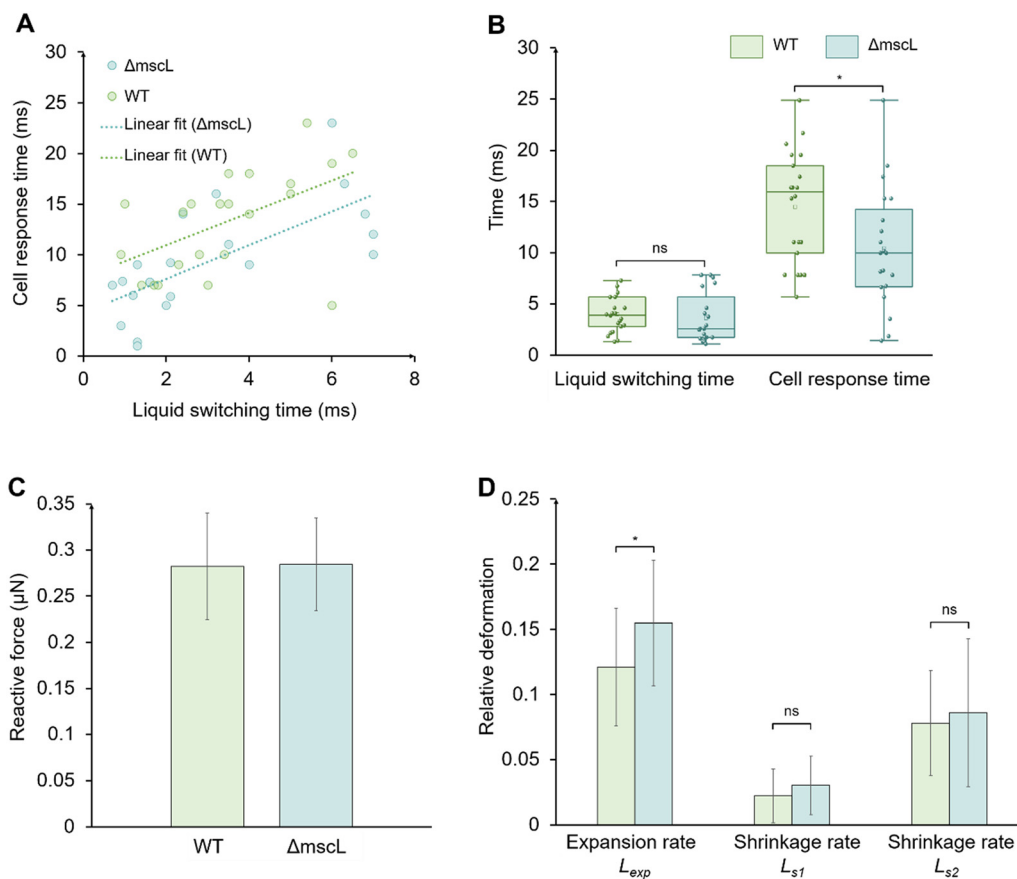 A
30
25
20
15
10
5
0
Cell response time (ms)
ΔmscL
WT
Linear fit (ΔmscL)
Linear fit (WT)
0 2 4 6 8
Liquid switching time (ms)
B
WT ΔmscL
30
25
20
15
10
5
0
Time (ms)
ns
*
Liquid switching time Cell response time
C
0.35
0.3
0.25
0.2
0.15
0.1
0.05
0
Reactive force (µN)
WT ΔmscL
D
0.25
0.2
0.15
0.1
0.05
0
Relative deformation
*
ns
ns
Expansion rate Shrinkage rate Shrinkage rate
Lexp Ls1 Ls2